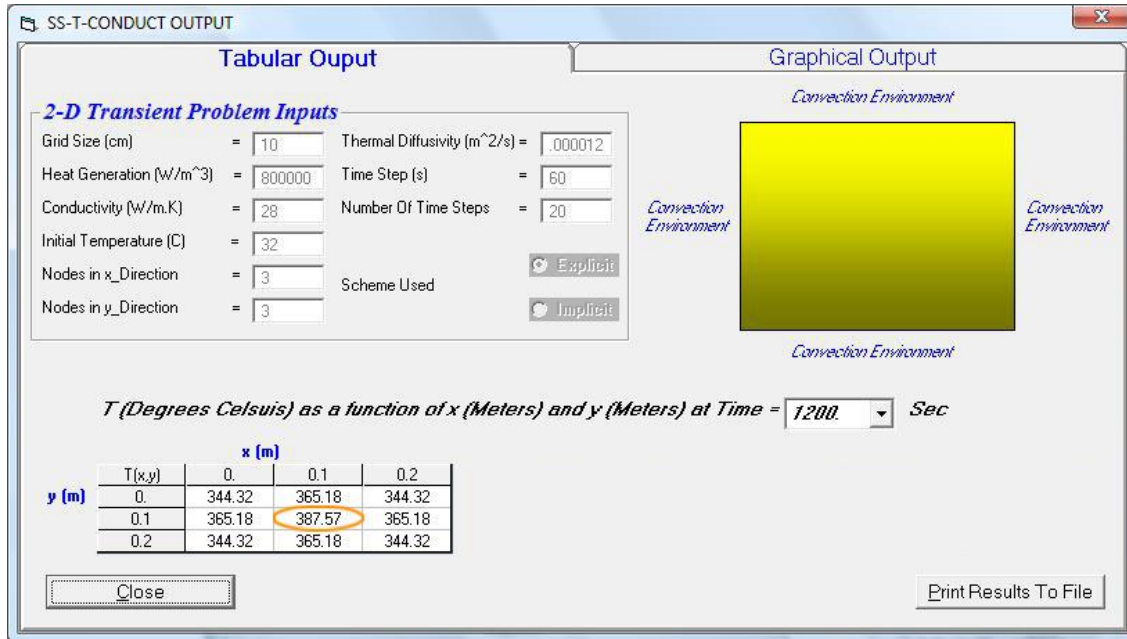 SS-T-CONDUCT OUTPUT
Tabular Ouput
Graphical Output
2-D Transient Problem Inputs
Grid Size (cm) = 10
Thermal Diffusivity (m^2/s) = .000012
Heat Generation (W/m^3) = 800000
Time Step (s) = 60
Conductivity (W/m.K) = 28
Number Of Time Steps = 20
Initial Temperature (C) = 32
Nodes in x_Direction = 3
Scheme Used
Explicit
Nodes in y_Direction = 3
Implicit
Convection Environment
Convection
Environment
Convection
Environment
Convection Environment
T (Degrees Celsuis) as a function of x (Meters) and y (Meters) at Time = 1200. Sec
x (m)
T(x,y) 0. 0.1 0.2
y (m) 0. 344.32 365.18 344.32
0.1 365.18 387.57 365.18
0.2 344.32 365.18 344.32
Close
Print Results To File